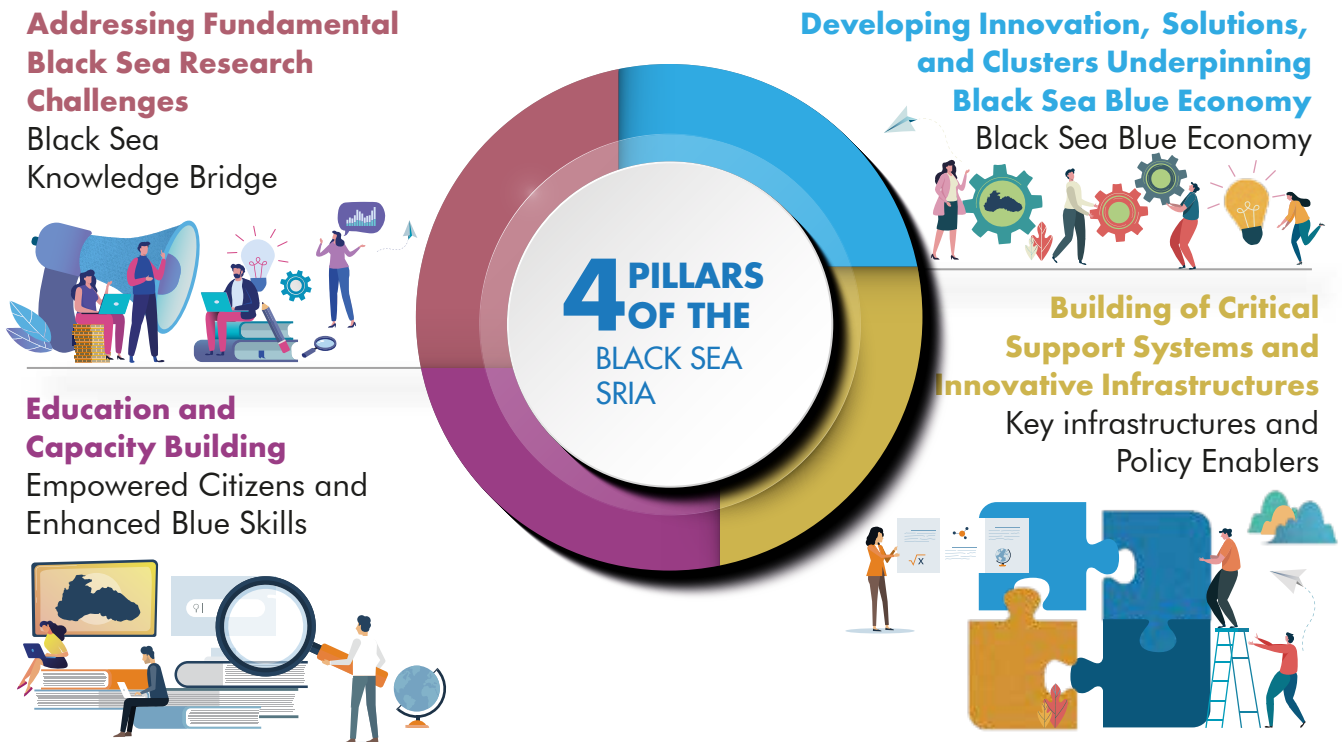 Addressing Fundamental
Black Sea Research
Challenges
Black Sea
Knowledge Bridge
Developing Innovation, Solutions,
and Clusters Underpinning
Black Sea Blue Economy
Black Sea Blue Economy
4 PILLARS
OF THE
BLACK SEA
SRIA
Education and
Capacity Building
Empowered Citizens and
Enhanced Blue Skills
Building of Critical
Support Systems and
Innovative Infrastructures
Key infrastructures and
Policy Enablers
√x